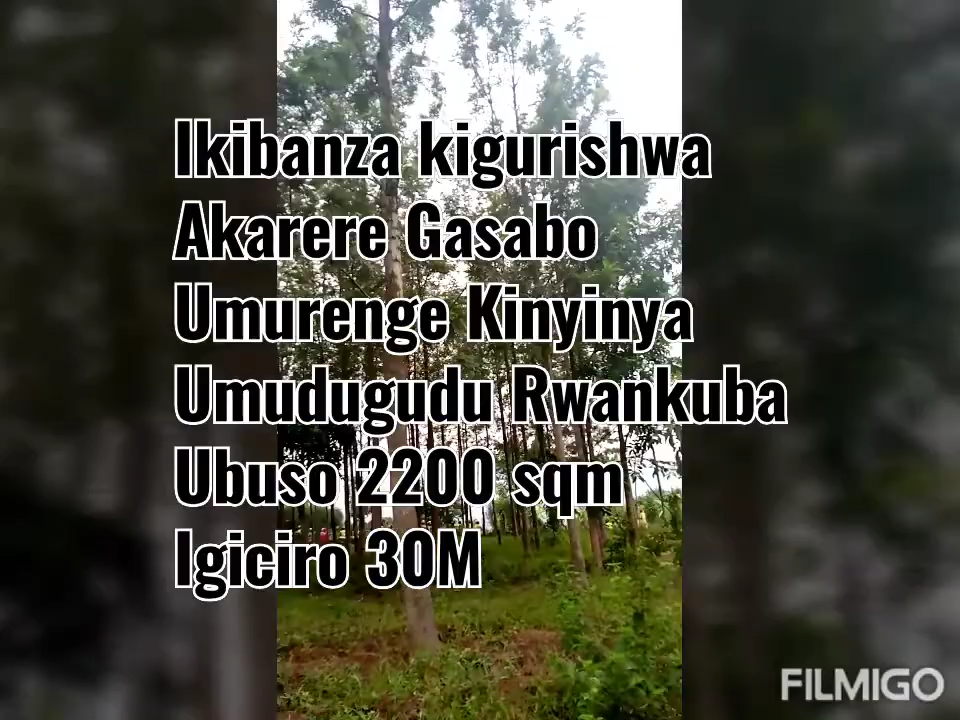 Ikibanza kigurishwa
Akarere Gasabo
Umurenge Kinyinya
Umudugudu Rwankuba
Ubuso 2200 sqm
Igiciro 30M
FILMIGO